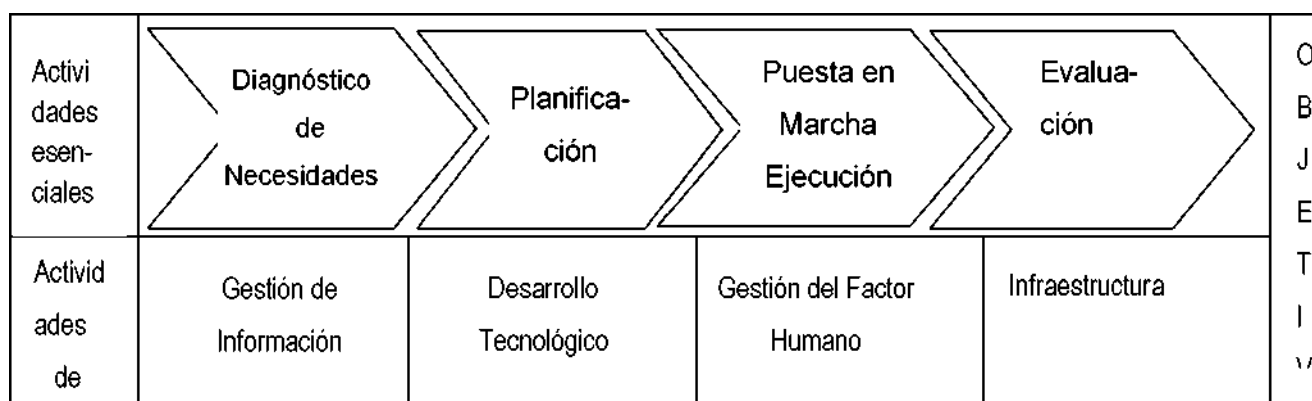 Activi
dades
esen-
ciales
Diagnóstico
de
Necesidades
Planifica-
ción
Puesta en
Marcha
Ejecución
Evalua-
ción
Activid
ades
de
Gestión de
Información
Desarrollo
Tecnológico
Gestión del Factor
Humano
Infraestructura
O
B
J
E
T
I